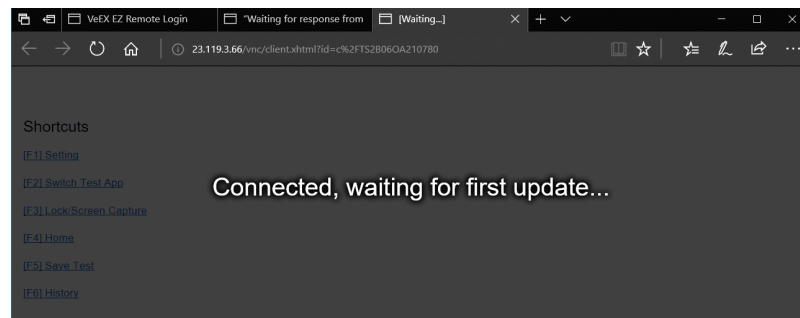 VeEX EZ Remote Login
"Waiting for response from
[Waiting...]
23.119.3.66/vnc/client.xhtml?id=c%2FTS2B06OA210780
Shortcuts
[F1] Setting
[F2] Switch Test App
Connected, waiting for first update...
[F3] Lock/Screen Capture
[F4] Home
[F5] Save Test
[F6] History